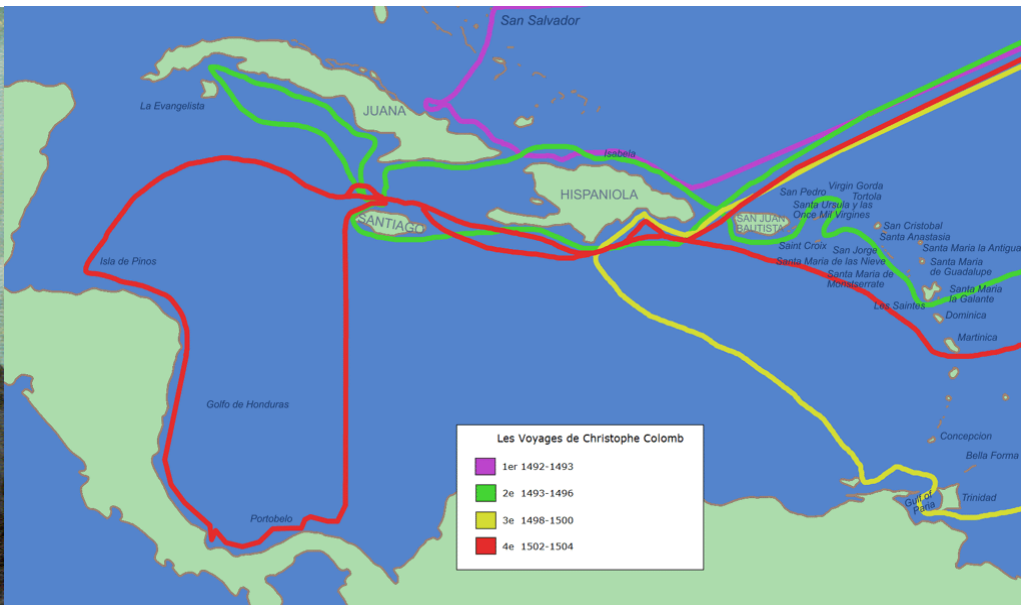 San Salvador
La Evangelista
JUANA
Isabela
HISPANIOLA
SANTIAGO
SAN JUAN
BAUTISTA
San Pedro
Virgin Gorda
Tortola
Santa Ursula y las
Once Mil Virgines
San Cristobal
Santa Anastasia
Saint Croix
San Jorge
Santa Maria la Antigua
Santa Maria de las Nieve
Santa Maria
de Guadalupe
Santa Maria de
Monstserrate
Santa Maria
la Galante
Les Saintes
Dominica
Martinica
Isla de Pinos
Golfo de Honduras
Portobelo
Concepcion
Bella Forma
Gulf of
Paria
Trinidad
Les Voyages de Christophe Colomb
1er 1492-1493
2e 1493-1496
3e 1498-1500
4e 1502-1504